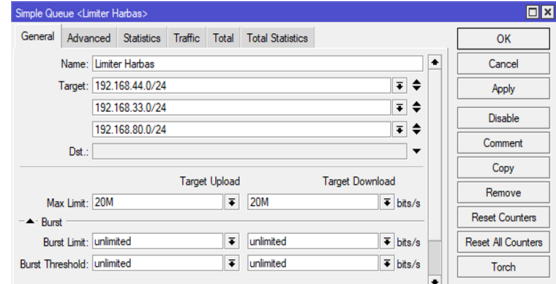 Simple Queue <Limiter Harbas>
General Advanced Statistics Traffic Total Total Statistics
Name: Limiter Harbas
Target: 192.168.44.0/24
192.168.33.0/24
192.168.80.0/24
Dst.:
Target Upload Target Download
Max Limit: 20M 20M bits/s
Burst
Burst Limit: unlimited unlimited bits/s
Burst Threshold: unlimited unlimited bits/s
OK
Cancel
Apply
Disable
Comment
Copy
Remove
Reset Counters
Reset All Counters
Torch